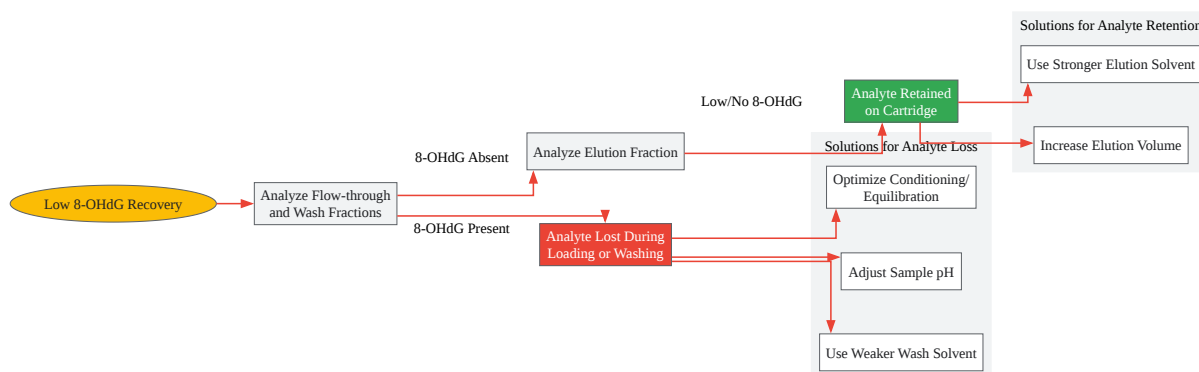 Low 8-OHdG Recovery
Analyze Flow-through
and Wash Fractions
8-OHdG Absent
8-OHdG Present
Analyze Elution Fraction
Analyte Lost During
Loading or Washing
Low/No 8-OHdG
Analyte Retained
on Cartridge
Solutions for Analyte Loss
Optimize Conditioning/
Equilibration
Adjust Sample pH
Use Weaker Wash Solvent
Solutions for Analyte Retention
Use Stronger Elution Solvent
Increase Elution Volume